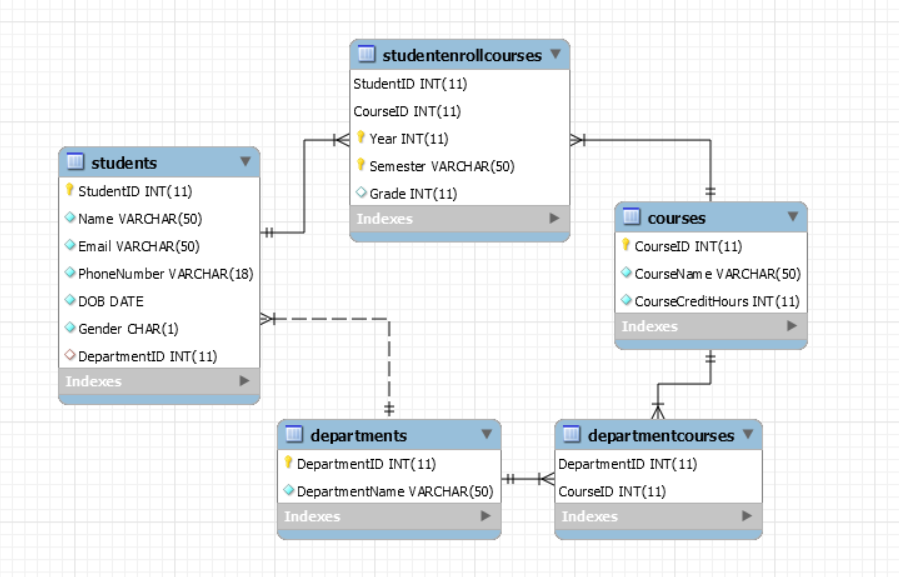 studentenrollcourses
StudentID INT(11)
CourseID INT(11)
Year INT(11)
Semester VARCHAR(50)
Grade INT(11)
Indexes
students
StudentID INT(11)
Name VARCHAR(50)
Email VARCHAR(50)
PhoneNumber VARCHAR(18)
DOB DATE
Gender CHAR(1)
DepartmentID INT(11)
Indexes
courses
CourseID INT(11)
CourseName VARCHAR(50)
CourseCreditHours INT(11)
Indexes
departments
DepartmentID INT(11)
DepartmentName VARCHAR(50)
Indexes
departmentcourses
DepartmentID INT(11)
CourseID INT(11)
Indexes